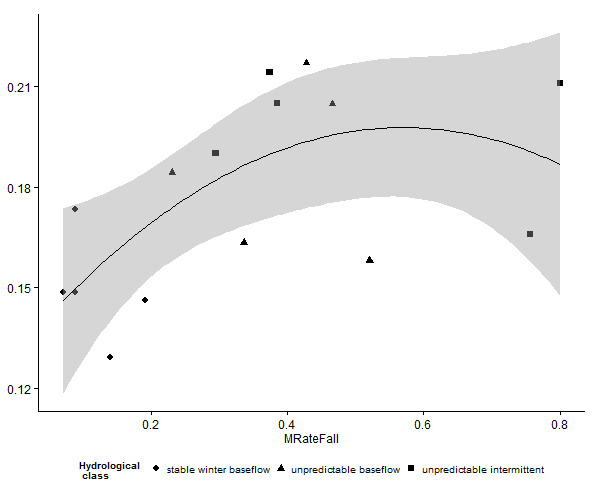 0.21
0.18
0.15
0.12
0.2 0.4 0.6 0.8
MRateFall
Hydrological
class
stable winter baseflow unpredictable baseflow unpredictable intermittent